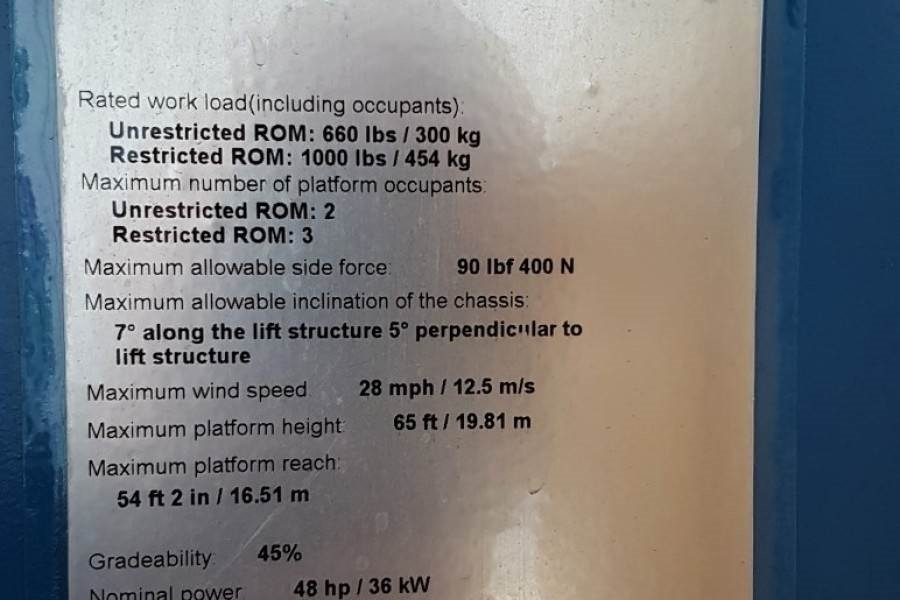 Rated work load(including occupants):
Unrestricted ROM: 660 lbs / 300 kg
Restricted ROM: 1000 lbs / 454 kg
Maximum number of platform occupants:
Unrestricted ROM: 2
Restricted ROM: 3
Maximum allowable side force: 90 lbf 400 N
Maximum allowable inclination of the chassis:
7° along the lift structure 5° perpendicular to
lift structure
Maximum wind speed 28 mph / 12.5 m/s
Maximum platform height: 65 ft / 19.81 m
Maximum platform reach:
54 ft 2 in / 16.51 m
Gradeability: 45%
Nominal power 48 hp / 36 kW